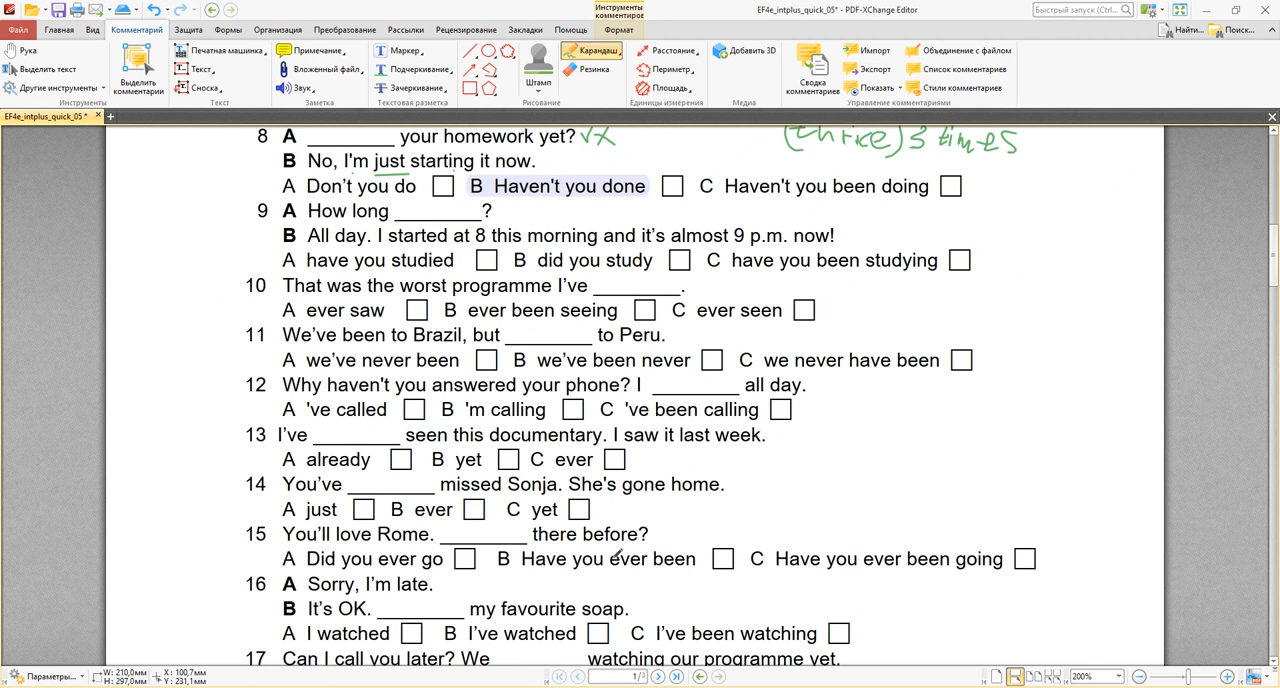 Инструменты комментиров
EF4e_intplus_quick_05* - PDF-XChange Editor
Быстрый запуск (Ctrl...
Файл Главная Вид Комментарий Защита Формы Организация Преобразование Рассылки Рецензирование Закладки Помощь Формат Найти... Поиск...
Рука
Выделить текст
Другие инструменты
Инструменты
Выделить комментарии
Печатная машинка
Текст
Сноска
Текст
Примечание
Вложенный файл
Звук
Заметка
Маркер
Подчеркивание
Зачеркивание
Текстовая разметка
Штамп
Карандаш
Резинка
Рисование
Расстояние
Периметр
Площадь
Единицы измерения
Добавить 3D
Медиа
Сводка комментариев
Импорт
Экспорт
Показать
Объединение с файлом
Список комментариев
Стили комментариев
Управление комментариями
EF4e_intplus_quick_05 *
8 A ________ your homework yet? √x (thrice) 3 times
B No, I'm just starting it now.
A Don't you do B Haven't you done C Haven't you been doing
9 A How long ________?
B All day. I started at 8 this morning and it's almost 9 p.m. now!
A have you studied B did you study C have you been studying
10 That was the worst programme I've ________.
A ever saw B ever been seeing C ever seen
11 We've been to Brazil, but ________ to Peru.
A we've never been B we've been never C we never have been
12 Why haven't you answered your phone? I ________ all day.
A 've called B 'm calling C 've been calling
13 I've ________ seen this documentary. I saw it last week.
A already B yet C ever
14 You've ________ missed Sonja. She's gone home.
A just B ever C yet
15 You'll love Rome. ________ there before?
A Did you ever go B Have you ever been C Have you ever been going
16 A Sorry, I'm late.
B It's OK. ________ my favourite soap.
A I watched B I've watched C I've been watching
17 Can I call you later? We ________ watching our programme yet.
Параметры... W: 210,0мм X: 100,7мм 1/ 200%
H: 297,0мм Y: 231,1мм